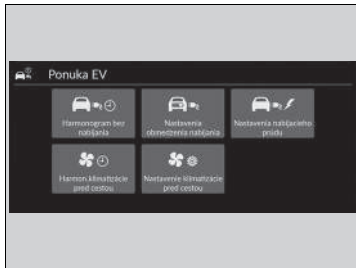 Ponuka EV
Harmonogram bez
nabíjania
Nastavenia
obmedzenia nabíjania
Nastavenia nabíjacieho
prúdu
Harmon.klimatizácie
pred cestou
Nastavenie klimatizácie
pred cestou